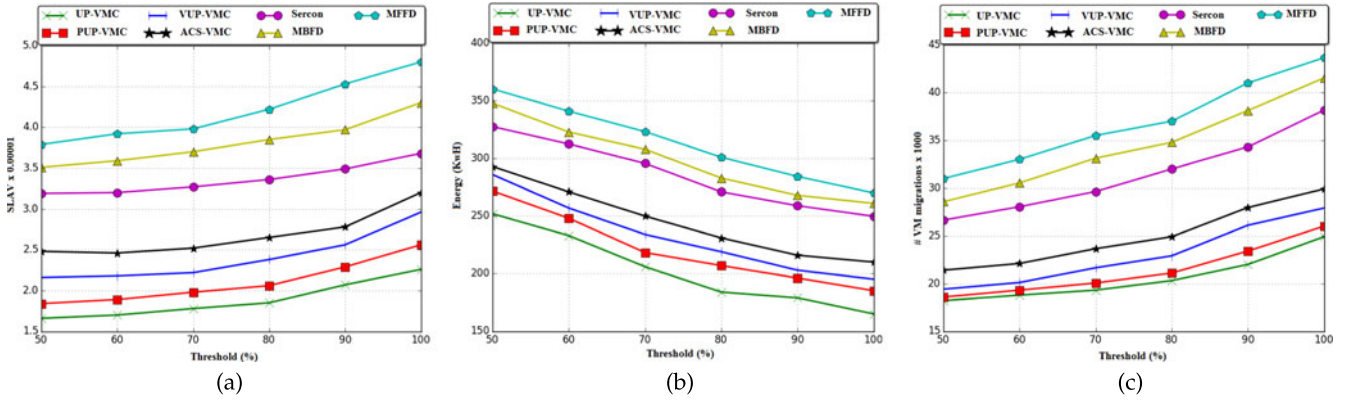 UP-VMC VUP-VMC Sercon MFFD
PUP-VMC ACS-VMC MBFD
5.0
4.5
4.0
3.5
3.0
2.5
2.0
1.5
SLAV x 0.00001
50 60 70 80 90 100
Threshold (%)
(a)
UP-VMC VUP-VMC Sercon MFFD
PUP-VMC ACS-VMC MBFD
400
350
300
250
200
150
Energy (KwH)
50 60 70 80 90 100
Threshold (%)
(b)
UP-VMC VUP-VMC Sercon MFFD
PUP-VMC ACS-VMC MBFD
45
40
35
30
25
20
15
# VM migrations x 1000
50 60 70 80 90 100
Threshold (%)
(c)